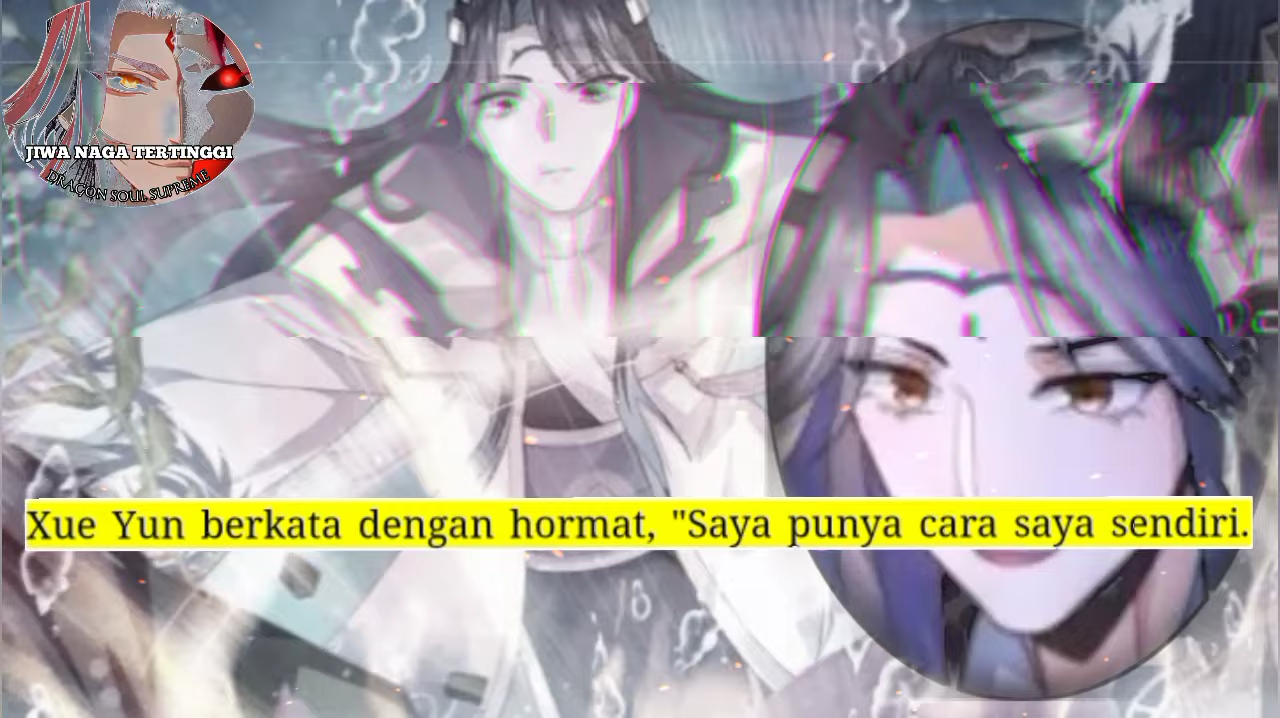 JIWA NAGA TERTINGGI
DRAGON SOUL SUPREME
Xue Yun berkata dengan hormat, "Saya punya cara saya sendiri.